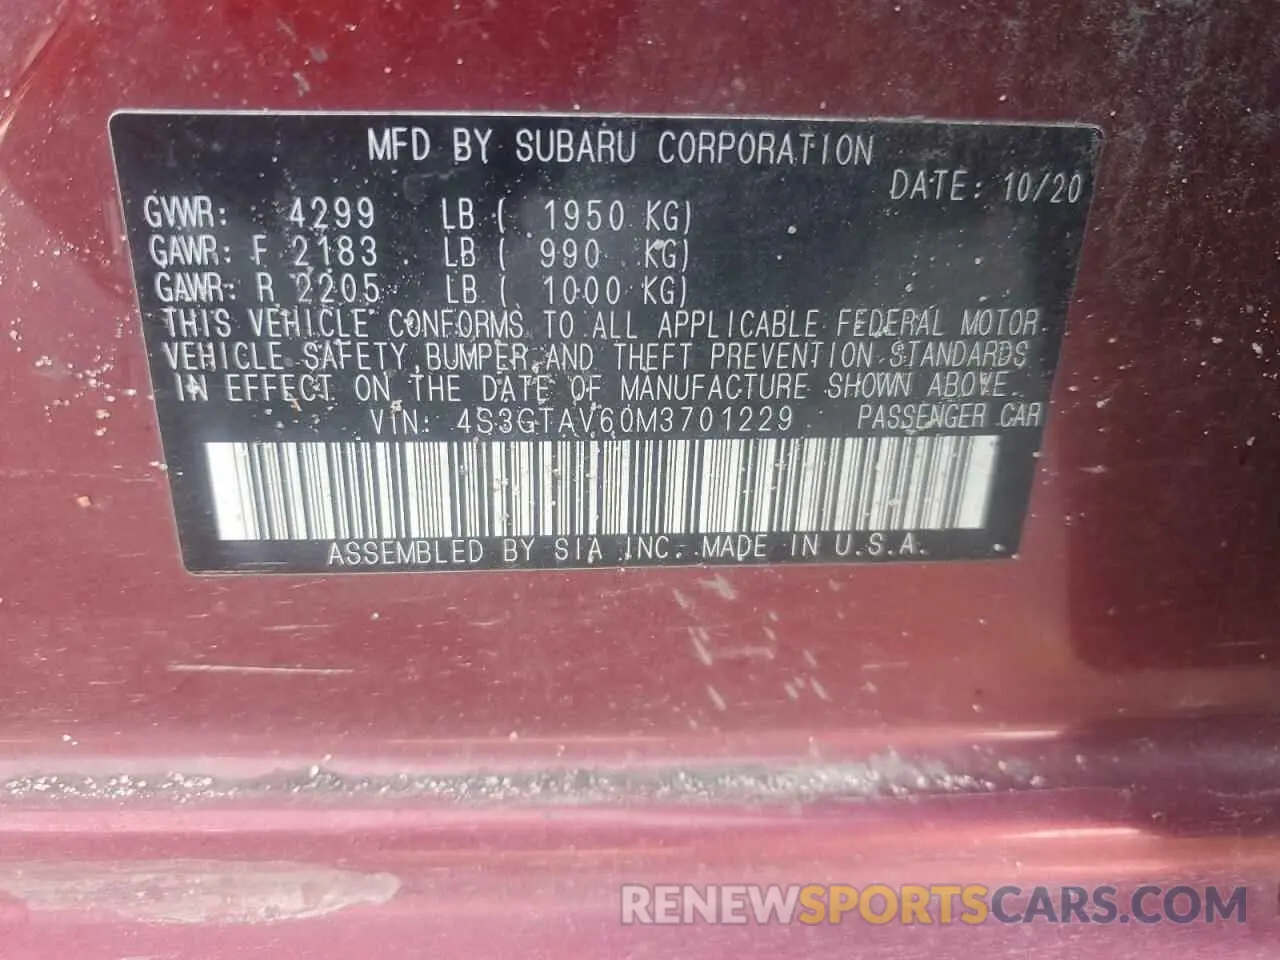 MFD BY SUBARU CORPORATION
DATE: 10/20
GVWR: 4299 LB ( 1950 KG)
GAWR: F 2183 LB ( 990 KG)
GAWR: R 2205 LB ( 1000 KG)
THIS VEHICLE CONFORMS TO ALL APPLICABLE FEDERAL MOTOR
VEHICLE SAFETY, BUMPER, AND THEFT PREVENTION STANDARDS
IN EFFECT ON THE DATE OF MANUFACTURE SHOWN ABOVE.
VIN: 4S3GTAV60M3701229 PASSENGER CAR
ASSEMBLED BY SIA INC. MADE IN U.S.A.
RENEWSPORTSCARS.COM